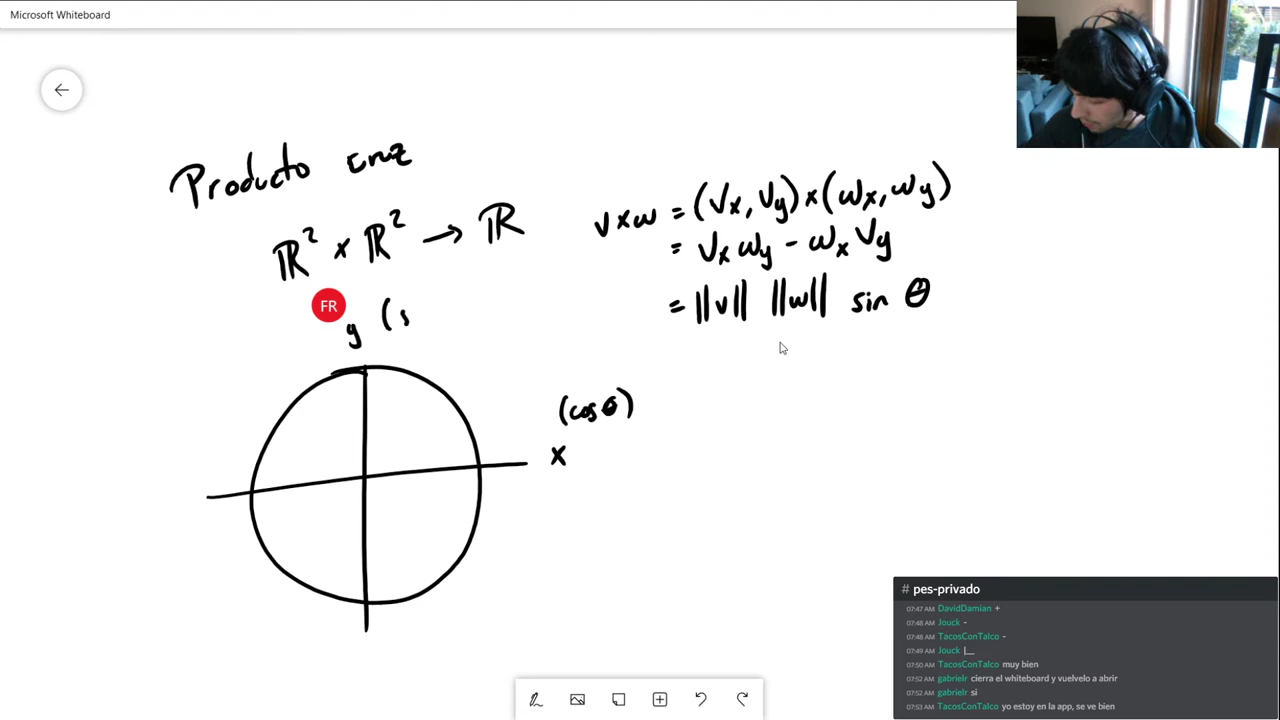 Microsoft Whiteboard
Producto cruz
ℝ² × ℝ² → ℝ
FR
y (s
(cos θ)
x
v×w = (Vx, Vy)×(wx, wy)
= Vx wy - wx Vy
= ||v|| ||w|| sin θ
# pes-privado
07:47 AM DavidDamian +
07:48 AM Jouck -
07:48 AM TacosConTalco -
07:49 AM Jouck |__
07:50 AM TacosConTalco muy bien
07:52 AM gabrielr cierra el whiteboard y vuelvelo a abrir
07:52 AM gabrielr si
07:53 AM TacosConTalco yo estoy en la app, se ve bien